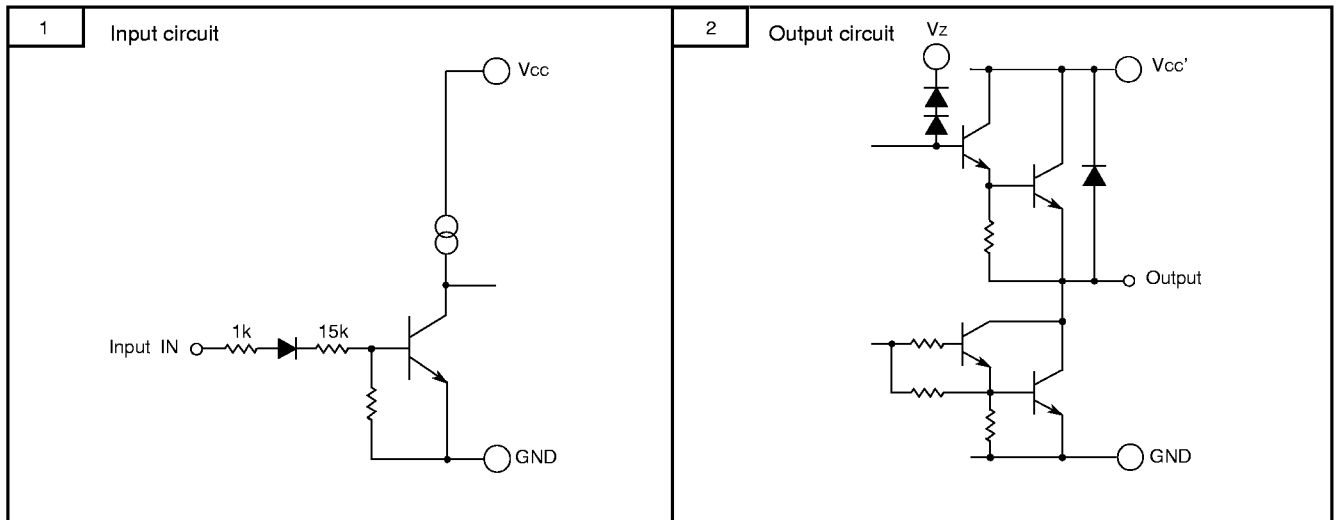 1
Input circuit
Vcc
1k
15k
Input IN
GND
2
Output circuit
Vz
Vcc'
Output
GND